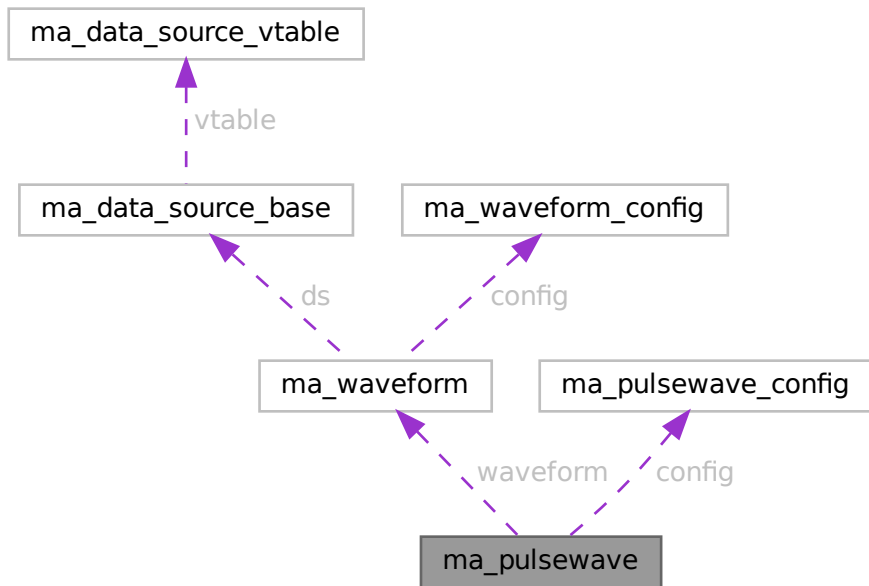 ma_data_source_vtable
vtable
ma_data_source_base
ma_waveform_config
ds
config
ma_waveform
ma_pulsewave_config
waveform
config
ma_pulsewave